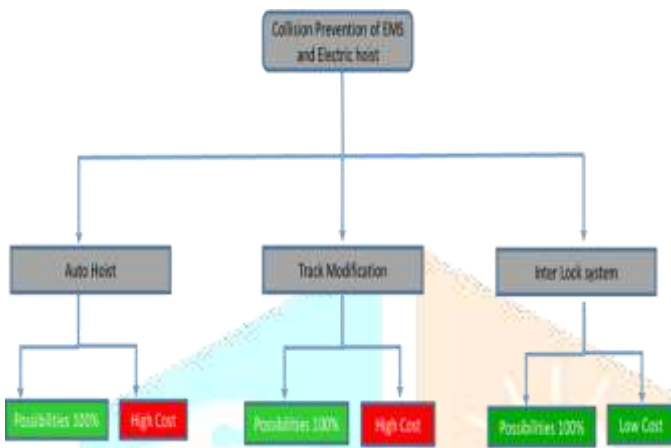 Collision Prevention of EMS
and Electric hoist
Auto Hoist
Track Modification
Inter Lock system
Possibilities 100%
High Cost
Possibilities 100%
High Cost
Possibilities 100%
Low Cost